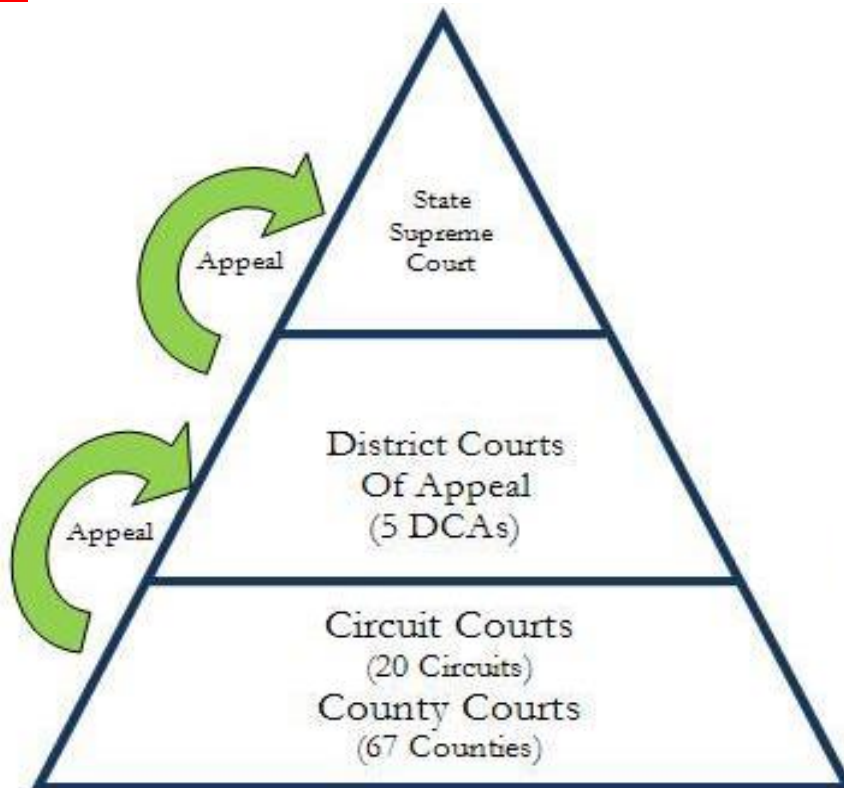 State
Supreme
Court
Appeal
District Courts
Of Appeal
(5 DCAs)
Appeal
Circuit Courts
(20 Circuits)
County Courts
(67 Counties)